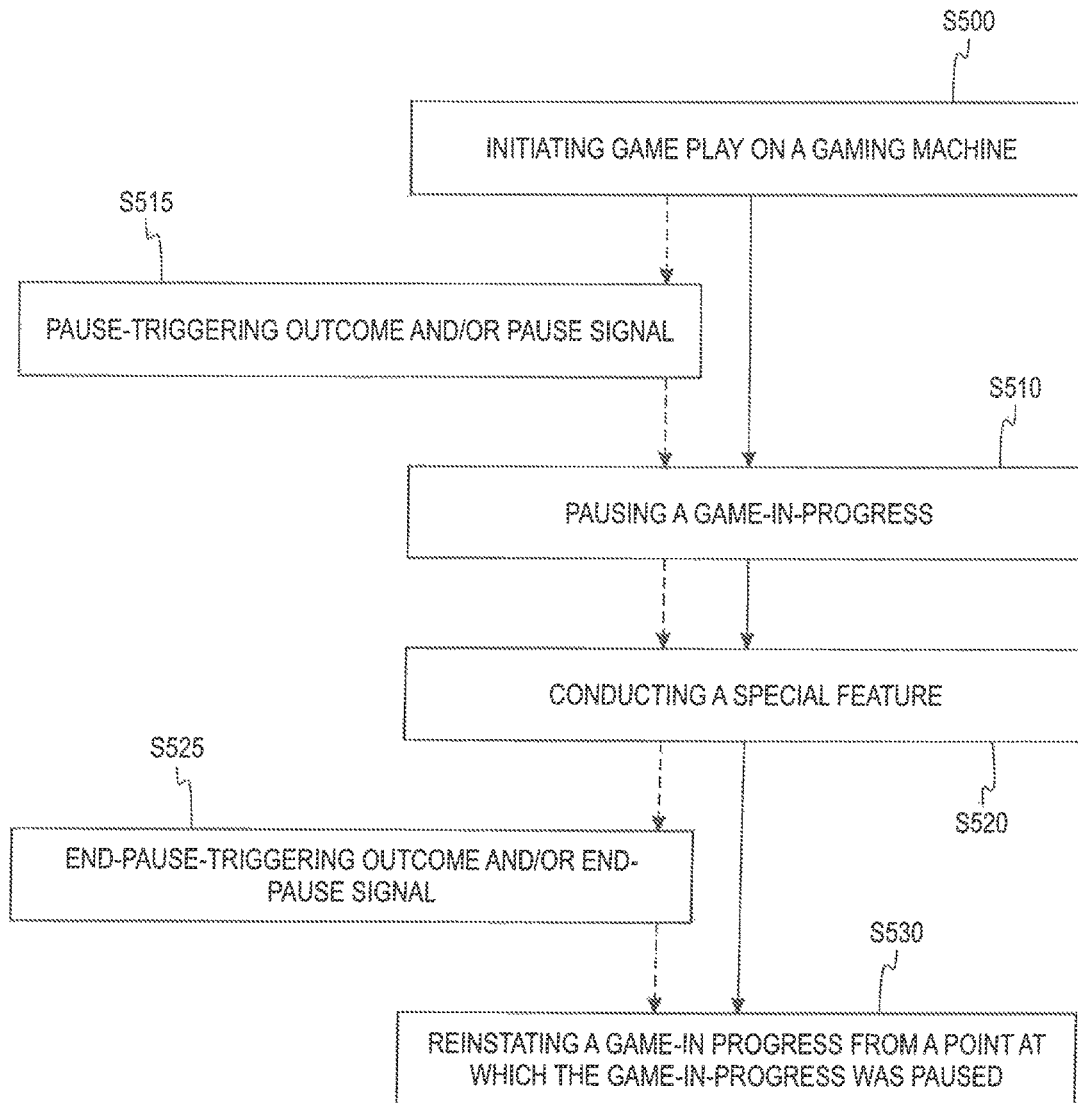 S500
INITIATING GAME PLAY ON A GAMING MACHINE
S515
PAUSE-TRIGGERING OUTCOME AND/OR PAUSE SIGNAL
S510
PAUSING A GAME-IN-PROGRESS
CONDUCTING A SPECIAL FEATURE
S525
S520
END-PAUSE-TRIGGERING OUTCOME AND/OR END-
PAUSE SIGNAL
S530
REINSTATING A GAME-IN PROGRESS FROM A POINT AT
WHICH THE GAME-IN-PROGRESS WAS PAUSED